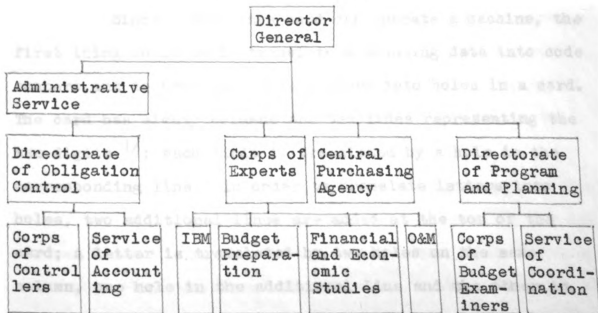 Director
General
Administrative
Service
Directorate
of Obligation
Control
Corps of
Experts
Central
Purchasing
Agency
Directorate
of Program
and Planning
Corps
of
Control
lers
Service
of
Account
ing
IBM
Budget
Prepara-
tion
Financial
and Econ-
omic
Studies
O&M
Corps
of
Budget
Exam-
iners
Service
of
Coordi-
nation